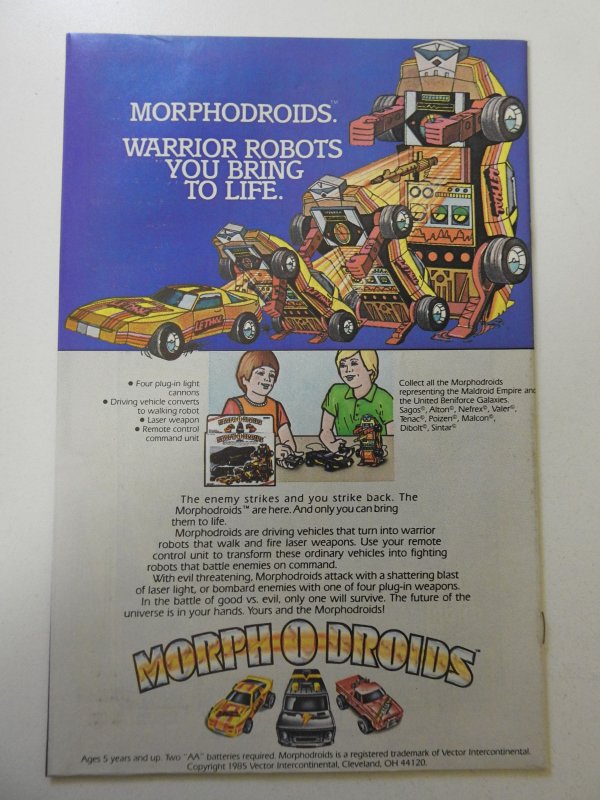 MORPHODROIDS.™
WARRIOR ROBOTS
YOU BRING
TO LIFE.
LETHOL
LETHOL
• Four plug-in light
cannons
• Driving vehicle converts
to walking robot
• Laser weapon
• Remote control
command unit
MORPH-O-DROIDS
Collect all the Morphodroids
representing the Maldroid Empire and
the United Beniforce Galaxies.
Sagos©, Alton©, Nefrex©, Valer©,
Tenac©, Poizen©, Malcon©,
Dibolt©, Sintar©
The enemy strikes and you strike back. The
Morphodroids™ are here. And only you can bring
them to life.
Morphodroids are driving vehicles that turn into warrior
robots that walk and fire laser weapons. Use your remote
control unit to transform these ordinary vehicles into fighting
robots that battle enemies on command.
With evil threatening, Morphodroids attack with a shattering blast
of laser light, or bombard enemies with one of four plug-in weapons.
In the battle of good vs. evil, only one will survive. The future of the
universe is in your hands. Yours and the Morphodroids!
MORPH O DROIDS™
Ages 5 years and up. Two "AA" batteries required. Morphodroids is a registered trademark of Vector Intercontinental.
Copyright 1985 Vector Intercontinental, Cleveland, OH 44120.